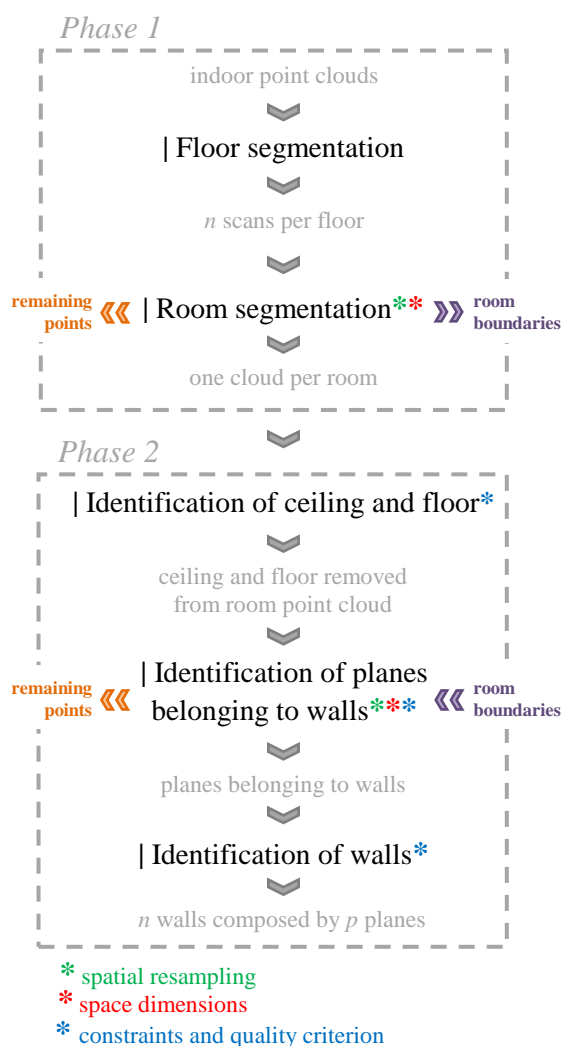 Phase 1
indoor point clouds
| Floor segmentation
n scans per floor
remaining
points
| Room segmentation**
room
boundaries
one cloud per room
Phase 2
| Identification of ceiling and floor*
ceiling and floor removed
from room point cloud
remaining
points
| Identification of planes
belonging to walls***
room
boundaries
planes belonging to walls
| Identification of walls*
n walls composed by p planes
* spatial resampling
* space dimensions
* constraints and quality criterion